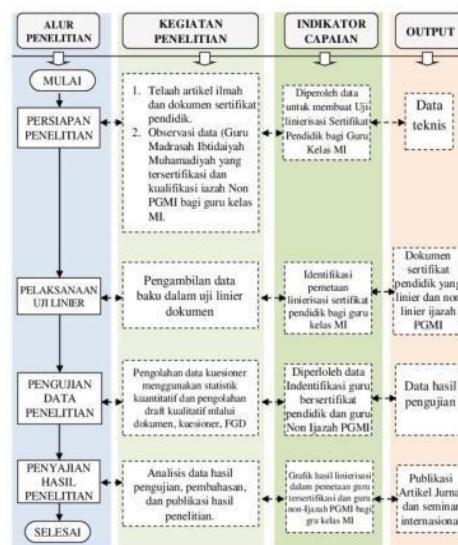 ALUR
PENELITIAN
KEGIATAN
PENELITIAN
INDIKATOR
CAPAIAN
OUTPUT
MULAI
PERSIAPAN
PENELITIAN
1. Telaah artikel ilmah
dan dokumen sertifikat
pendidik.
2. Observasi data (Guru
Madrasah Ibtidaiyah
Muhamadiyah yang
tersertifikasi dan
kualifikasi iazah Non
PGMI bagi guru kelas
MI.
Diperoleh data
untuk membuat Uji
linierisasi Sertifikat
Pendidik bagi Guru
Kelas MI
Data
teknis
PELAKSANAAN
UJI LINIER
Pengambilan data
baku dalam uji linier
dokumen
Identifikasi
pemetaan
linierisasi sertifikat
pendidik bagi guru
kelas MI
Dokumen
sertifikat
pendidik yang
linier dan non
linier ijazah
PGMI
PENGUJIAN
DATA
PENELITIAN
Pengolahan data kuesioner
menggunakan statistik
kuantitatif dan pengolahan
draft kualitatif mlalui
dokumen, kuesioner, FGD
Diperloleh data
Indentifikasi guru
bersertifikat
pendidik dan guru
Non Ijazah PGMI
Data hasil
pengujian
PENYAJIAN
HASIL
PENELITIAN
Analisis data hasil
pengujian, pembahasan,
dan publikasi hasil
penelitian.
Grafik hasil linierisasi
dalam pemetaan guru
tersertifikasi dan guru
non-Ijazah PGMI bagi
gru kelas MI
Publikasi
Artikel Jurnal
dan seminar
internasional
SELESAI